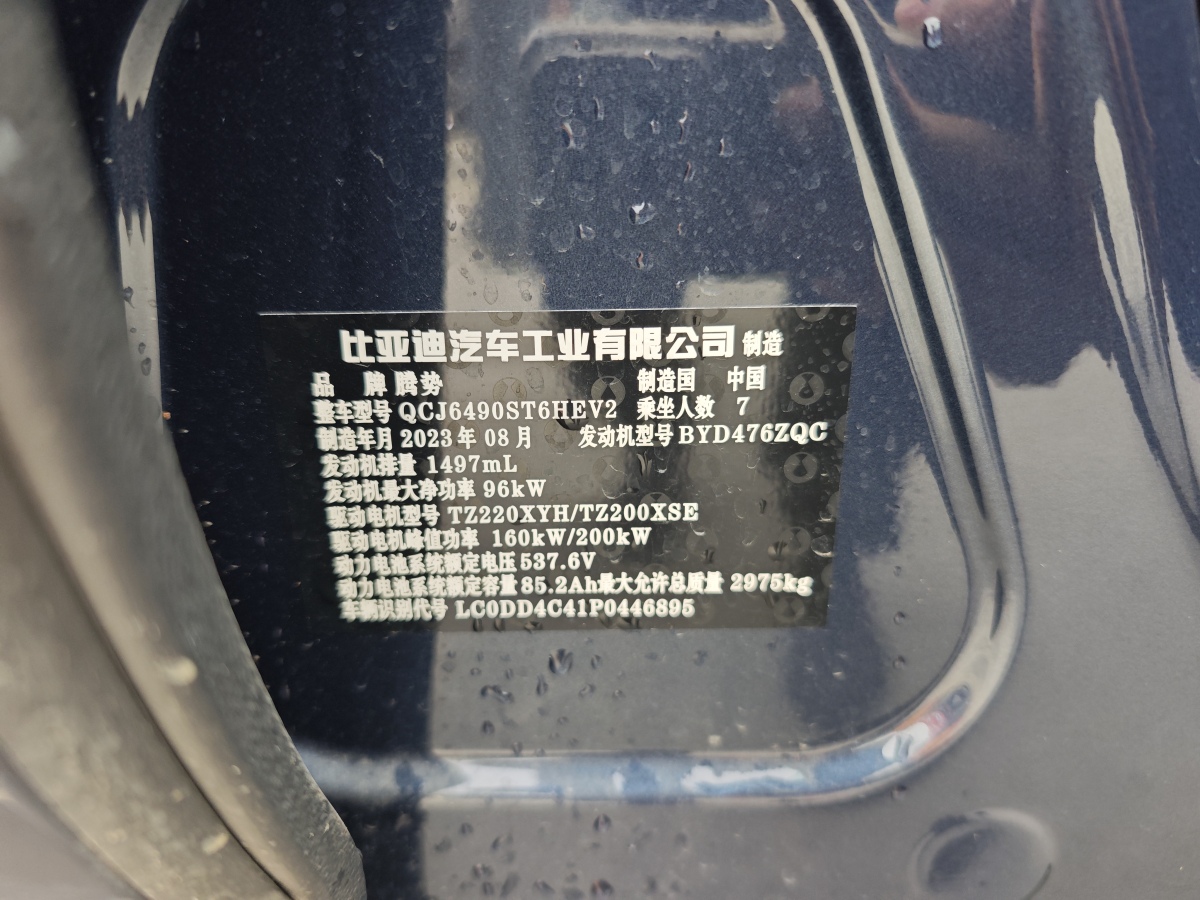 比亚迪汽车工业有限公司 制造
品 牌 腾势 制造国 中国
整车型号 QCJ6490ST6HEV2 乘坐人数 7
制造年月 2023年08月 发动机型号 BYD476ZQC
发动机排量 1497mL
发动机最大净功率 96kW
驱动电机型号 TZ220XYH/TZ200XSE
驱动电机峰值功率 160kW/200kW
动力电池系统额定电压 537.6V
动力电池系统额定容量 85.2Ah 最大允许总质量 2975kg
车辆识别代号 LC0DD4C41P0446895